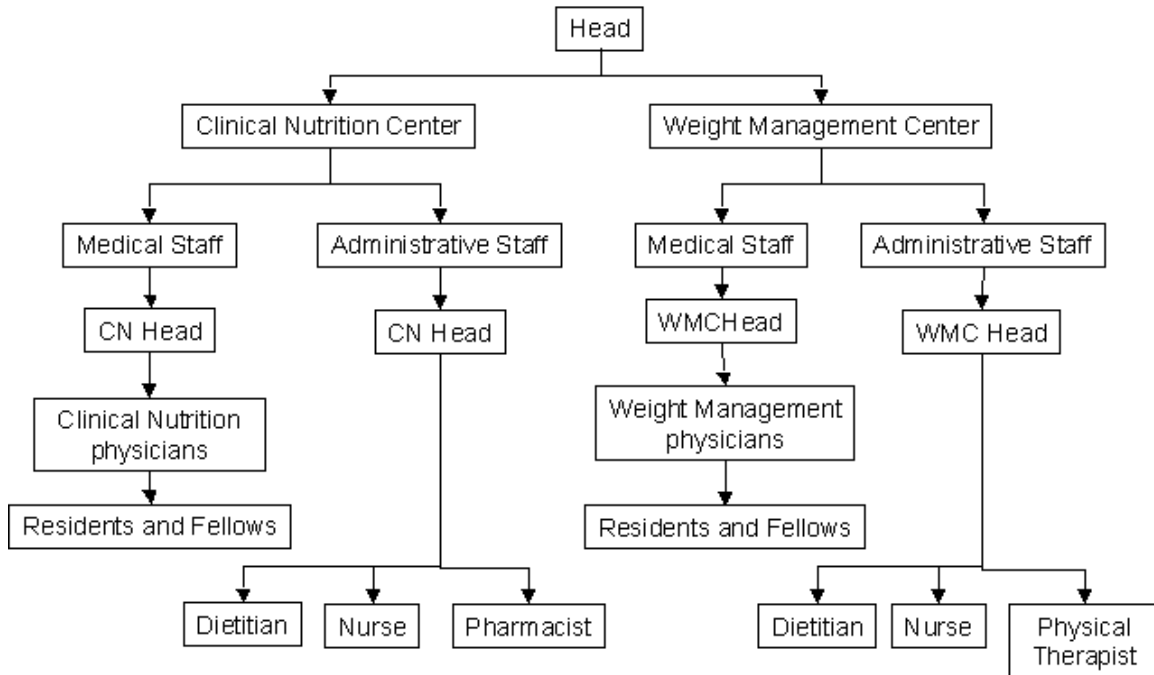 Head
Clinical Nutrition Center
Weight Management Center
Medical Staff
Administrative Staff
Medical Staff
Administrative Staff
CN Head
CN Head
WMCHead
WMC Head
Clinical Nutrition
physicians
Weight Management
physicians
Residents and Fellows
Residents and Fellows
Dietitian
Nurse
Pharmacist
Dietitian
Nurse
Physical
Therapist